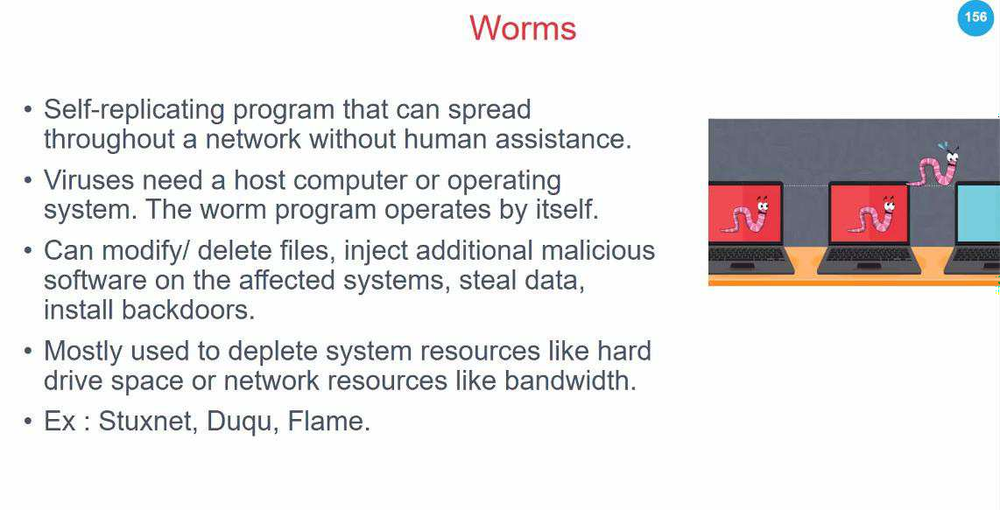 Worms
156
• Self-replicating program that can spread
throughout a network without human assistance.
• Viruses need a host computer or operating
system. The worm program operates by itself.
• Can modify/ delete files, inject additional malicious
software on the affected systems, steal data,
install backdoors.
• Mostly used to deplete system resources like hard
drive space or network resources like bandwidth.
• Ex : Stuxnet, Duqu, Flame.